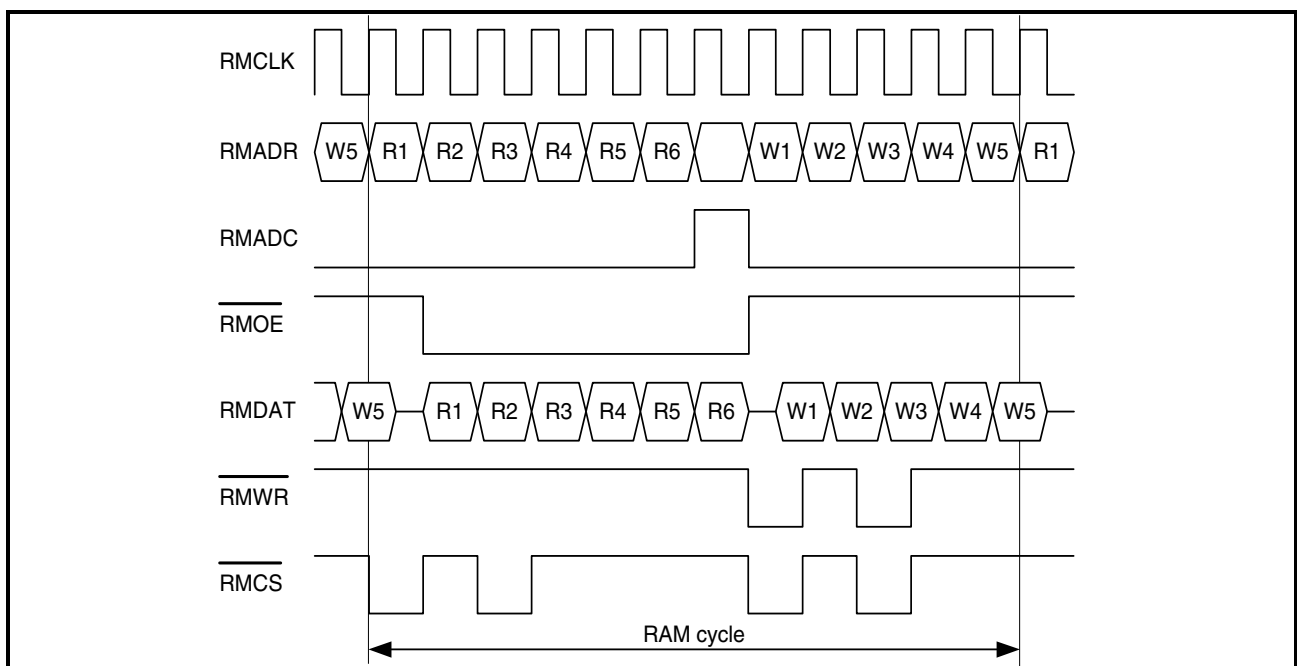 RMCLK
RMADR W5 R1 R2 R3 R4 R5 R6 W1 W2 W3 W4 W5 R1
RMADC
RMOE
RMDAT W5 R1 R2 R3 R4 R5 R6 W1 W2 W3 W4 W5
RMWR
RMCS
RAM cycle